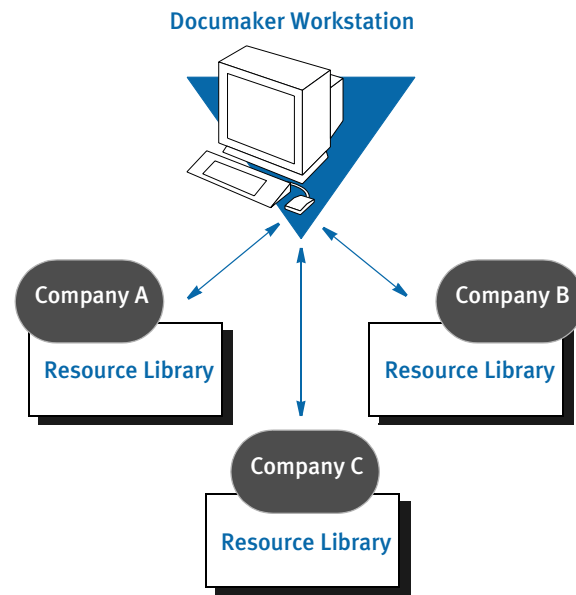 Documaker Workstation
Company A
Resource Library
Company B
Resource Library
Company C
Resource Library